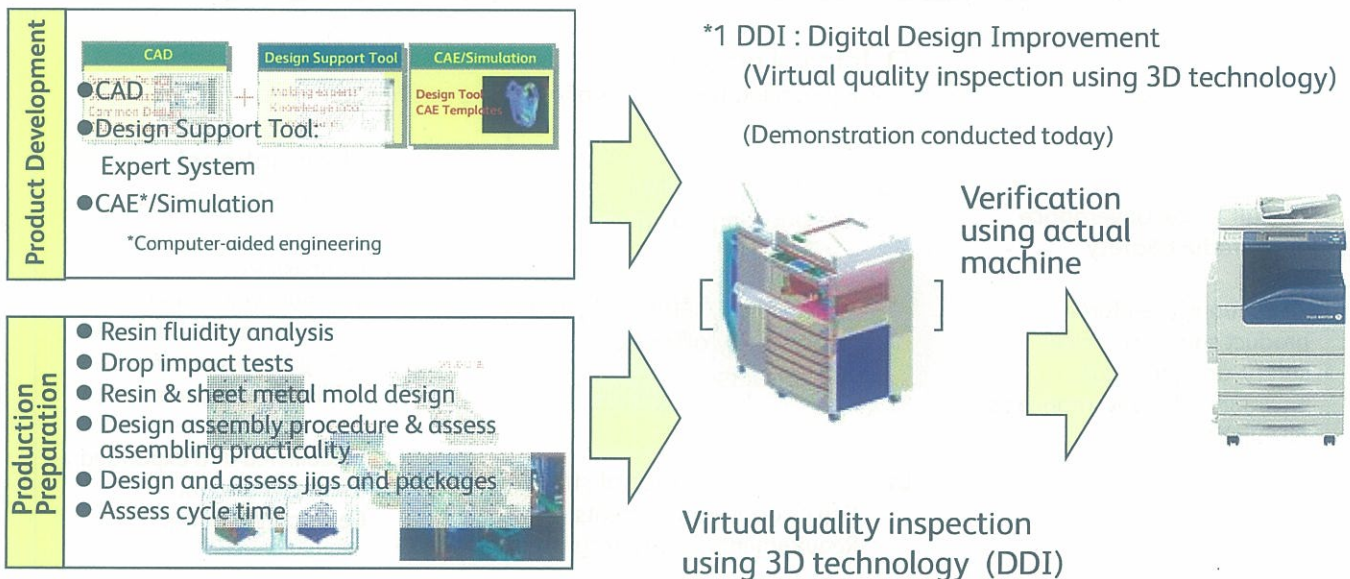 Product Development
CAD
Design Support Tool
CAE/Simulation
Design Tool
CAE Templates
●CAD
●Design Support Tool:
Expert System
●CAE*/Simulation
*Computer-aided engineering
Production
Preparation
● Resin fluidity analysis
● Drop impact tests
● Resin & sheet metal mold design
● Design assembly procedure & assess
assembling practicality
● Design and assess jigs and packages
● Assess cycle time
*1 DDI : Digital Design Improvement
(Virtual quality inspection using 3D technology)
(Demonstration conducted today)
Verification
using actual
machine
Virtual quality inspection
using 3D technology (DDI)